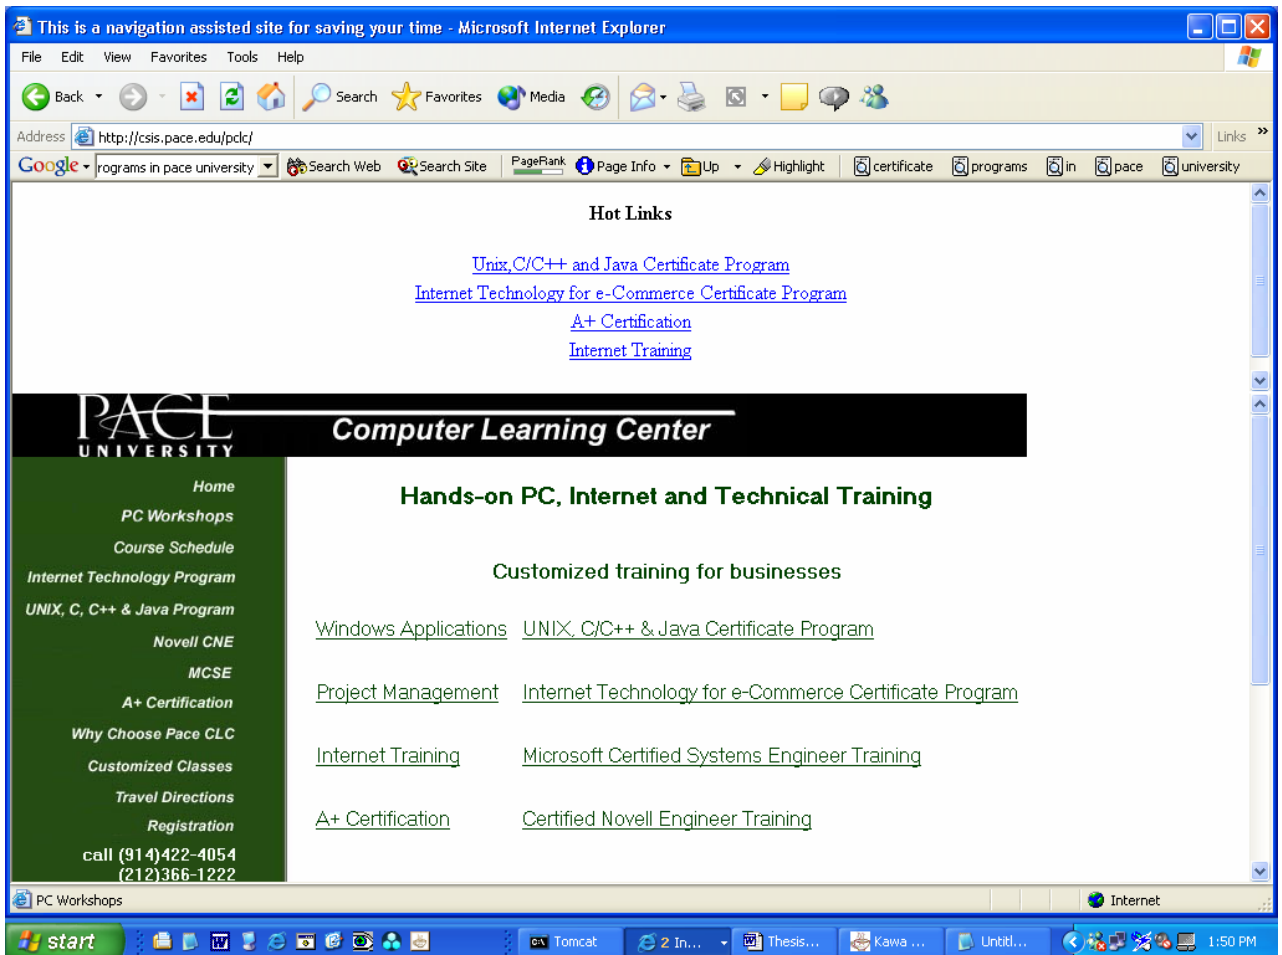 This is a navigation assisted site for saving your time - Microsoft Internet Explorer
File Edit View Favorites Tools Help
Back Search Favorites Media
Address http://csis.pace.edu/pclc/ Links »
Google rograms in pace university Search Web Search Site PageRank Page Info Up Highlight certificate programs in pace university
Hot Links
Unix,C/C++ and Java Certificate Program
Internet Technology for e-Commerce Certificate Program
A+ Certification
Internet Training
PACE
UNIVERSITY
Computer Learning Center
Home
PC Workshops
Course Schedule
Internet Technology Program
UNIX, C, C++ & Java Program
Novell CNE
MCSE
A+ Certification
Why Choose Pace CLC
Customized Classes
Travel Directions
Registration
call (914)422-4054
(212)366-1222
Hands-on PC, Internet and Technical Training
Customized training for businesses
Windows Applications UNIX, C/C++ & Java Certificate Program
Project Management Internet Technology for e-Commerce Certificate Program
Internet Training Microsoft Certified Systems Engineer Training
A+ Certification Certified Novell Engineer Training
PC Workshops Internet
start Tomcat 2 In... Thesis... Kawa ... Untitl... 1:50 PM